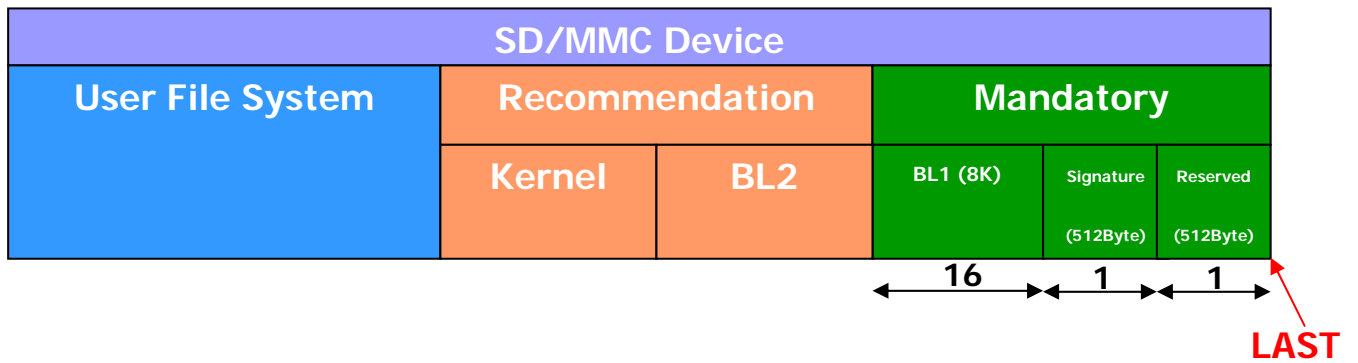 SD/MMC Device
User File System
Recommendation
Mandatory
Kernel
BL2
BL1 (8K)
Signature
(512Byte)
Reserved
(512Byte)
16
1
1
LAST